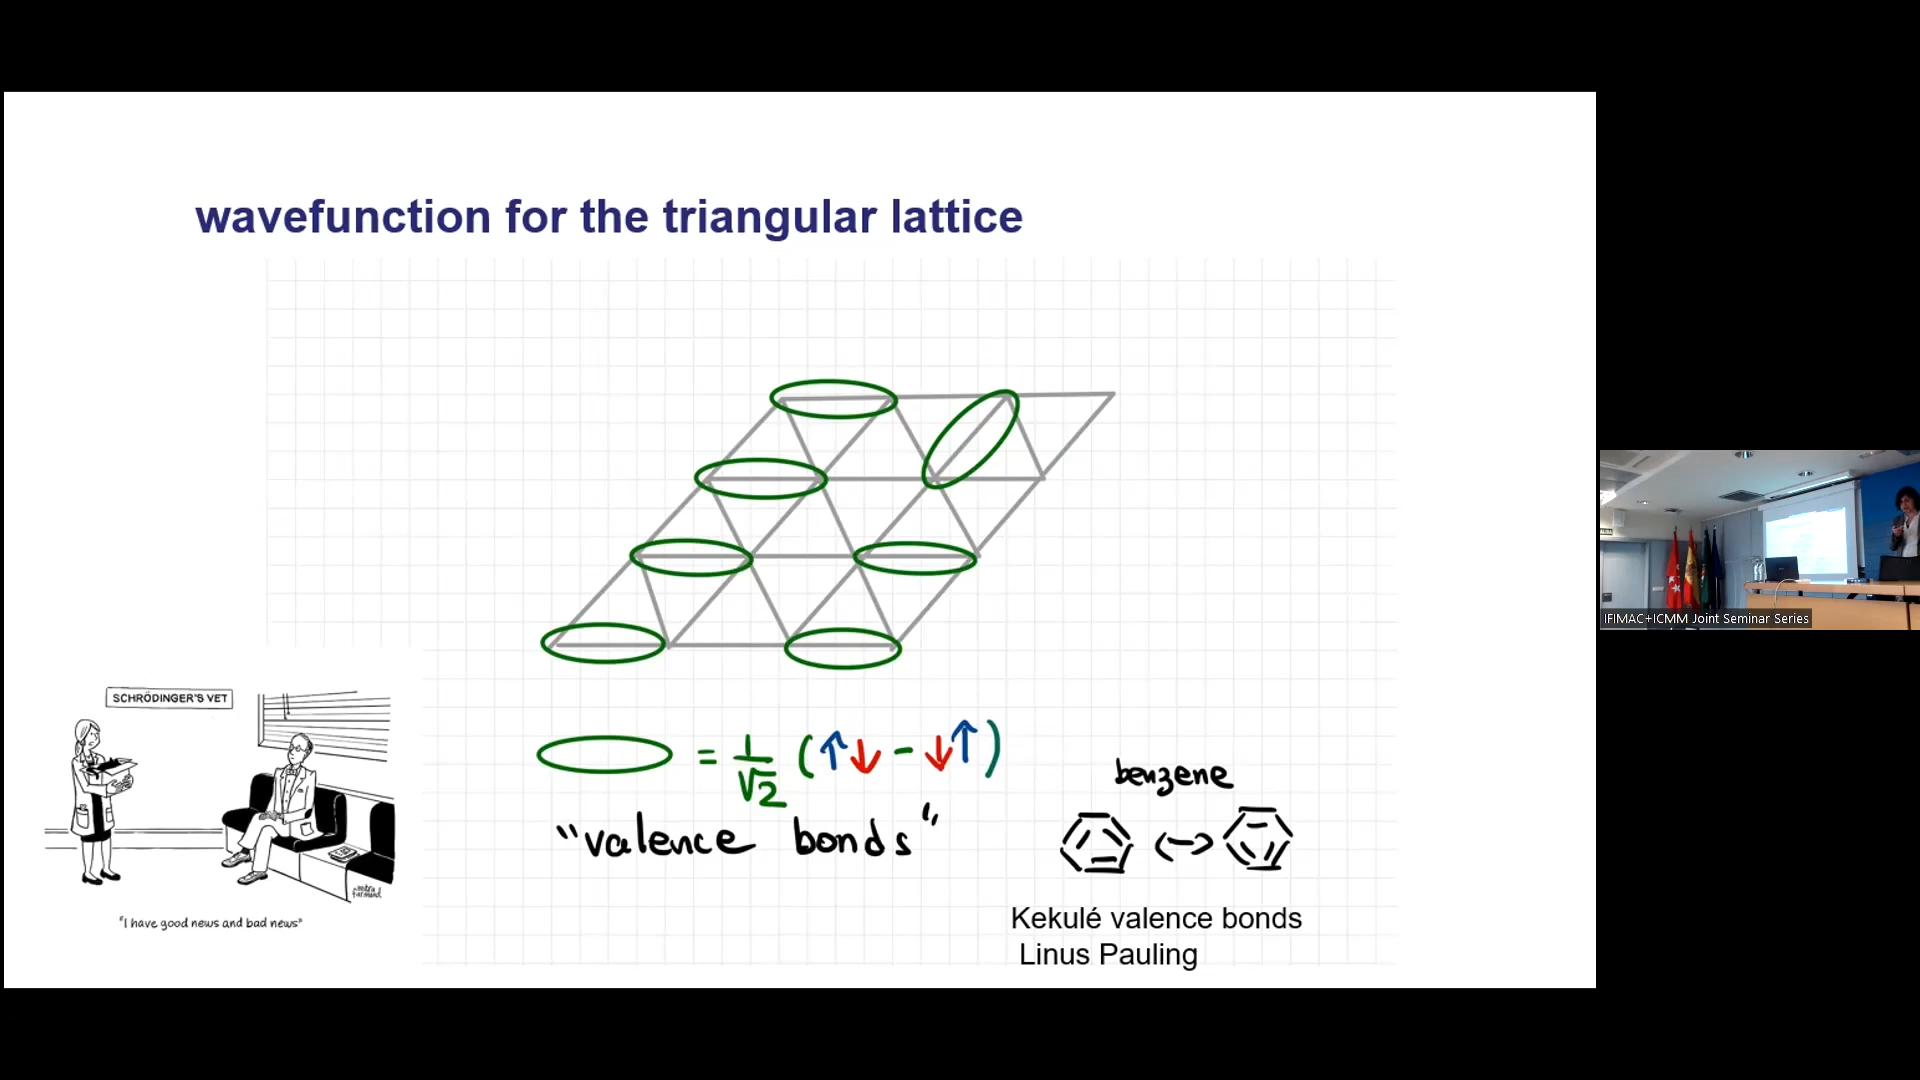 wavefunction for the triangular lattice
SCHRÖDINGER'S VET
"I have good news and bad news"
= 1/√2 (↑↓ - ↓↑)
"valence bonds"
benzene
<->
Kekulé valence bonds
Linus Pauling
IFIMAC+ICMM Joint Seminar Series